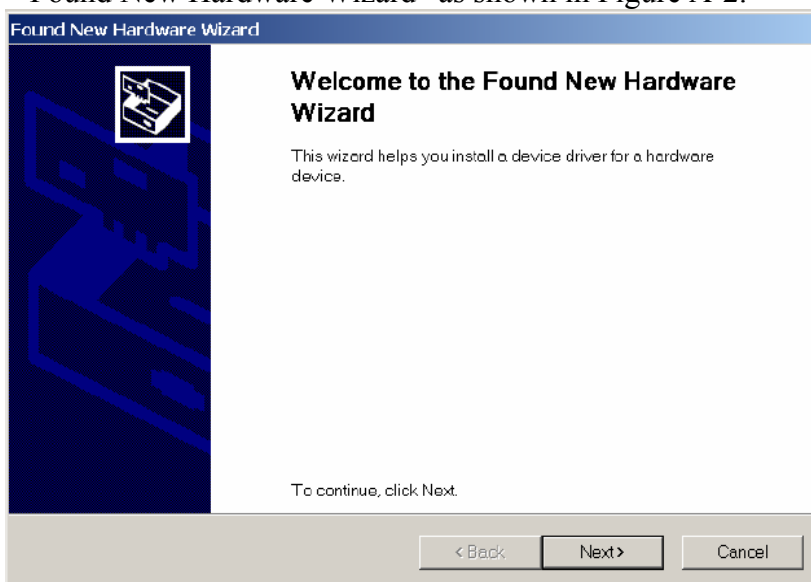 Found New Hardware Wizard" as shown in Figure A-2.
Found New Hardware Wizard
Welcome to the Found New Hardware
Wizard
This wizard helps you install a device driver for a hardware
device.
To continue, click Next.
< Back
Next >
Cancel